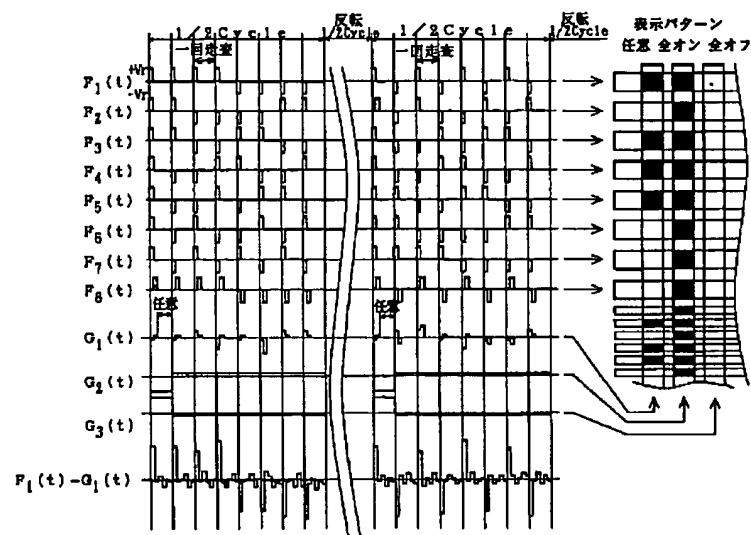 1／2Cycle
反転
1/2Cycle
1／2Cycle
反転
1/2Cycle
一回走査
一回走査
表示パターン
任意 全オン 全オフ
+Vr
F1(t)
-Vr
F2(t)
F3(t)
F4(t)
F5(t)
F6(t)
F7(t)
F8(t)
任意
任意
G1(t)
G2(t)
G3(t)
F1(t)-G1(t)